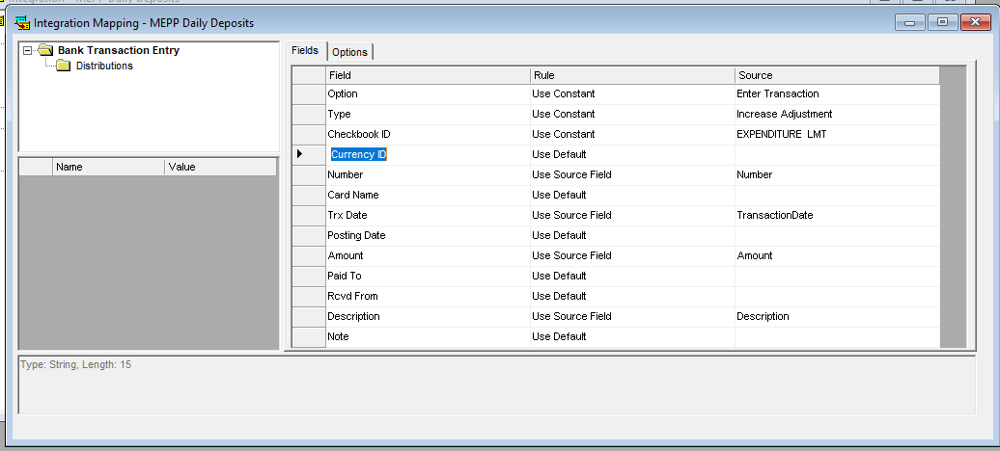 Integration - MEPP Daily Deposits
Integration Mapping - MEPP Daily Deposits
Bank Transaction Entry
Distributions
Name Value
Fields Options
Field Rule Source
Option Use Constant Enter Transaction
Type Use Constant Increase Adjustment
Checkbook ID Use Constant EXPENDITURE LMT
Currency ID Use Default
Number Use Source Field Number
Card Name Use Default
Trx Date Use Source Field TransactionDate
Posting Date Use Default
Amount Use Source Field Amount
Paid To Use Default
Rcvd From Use Default
Description Use Source Field Description
Note Use Default
Type: String, Length: 15